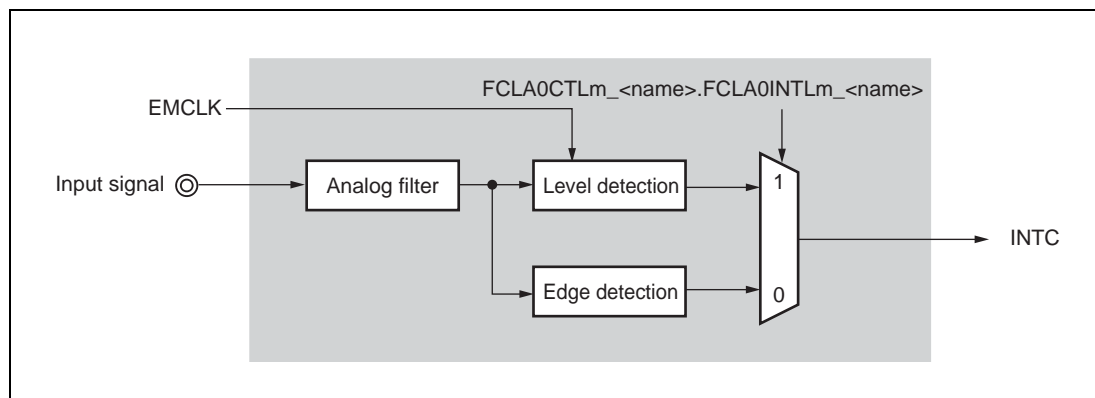 FCLA0CTLm_<name>.FCLA0INTLm_<name>
EMCLK
Input signal
Analog filter
Level detection
1
INTC
Edge detection
0